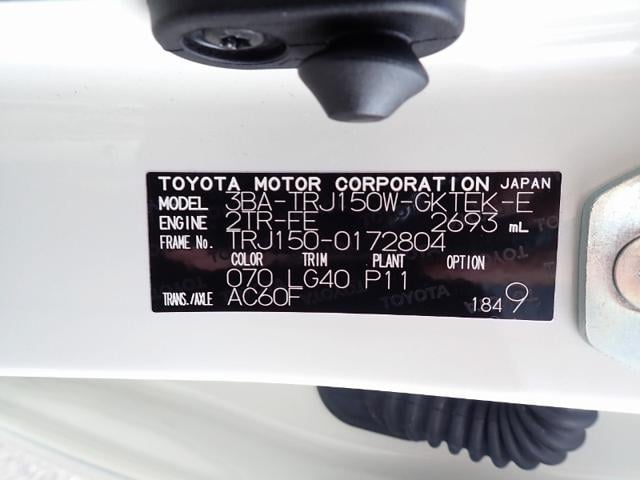 TOYOTA MOTOR CORPORATION JAPAN
MODEL 3BA-TRJ150W-GKTEK-E
ENGINE 2TR-FE 2693 mL
FRAME No. TRJ150-0172804
COLOR TRIM PLANT OPTION
070 LG40 P11
TRANS./AXLE AC60F
1849
TOYOTA